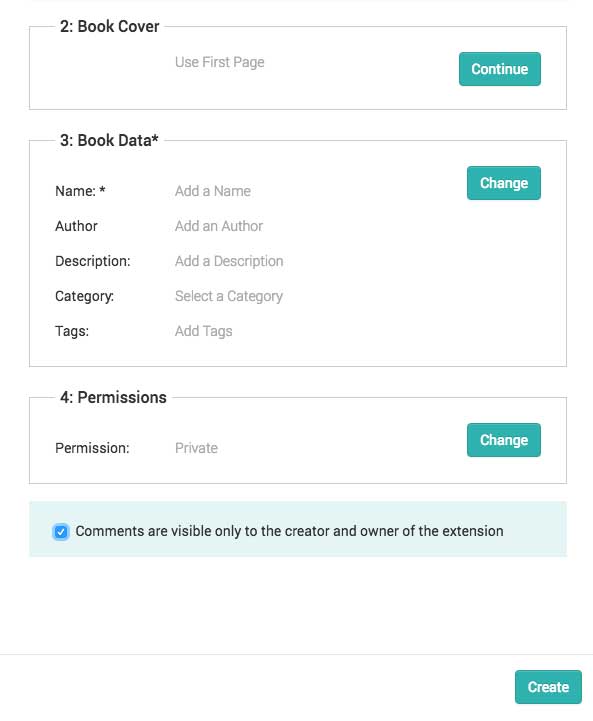 2: Book Cover
Use First Page
Continue
3: Book Data*
Change
Name: * Add a Name
Author Add an Author
Description: Add a Description
Category: Select a Category
Tags: Add Tags
4: Permissions
Change
Permission: Private
Comments are visible only to the creator and owner of the extension
Create